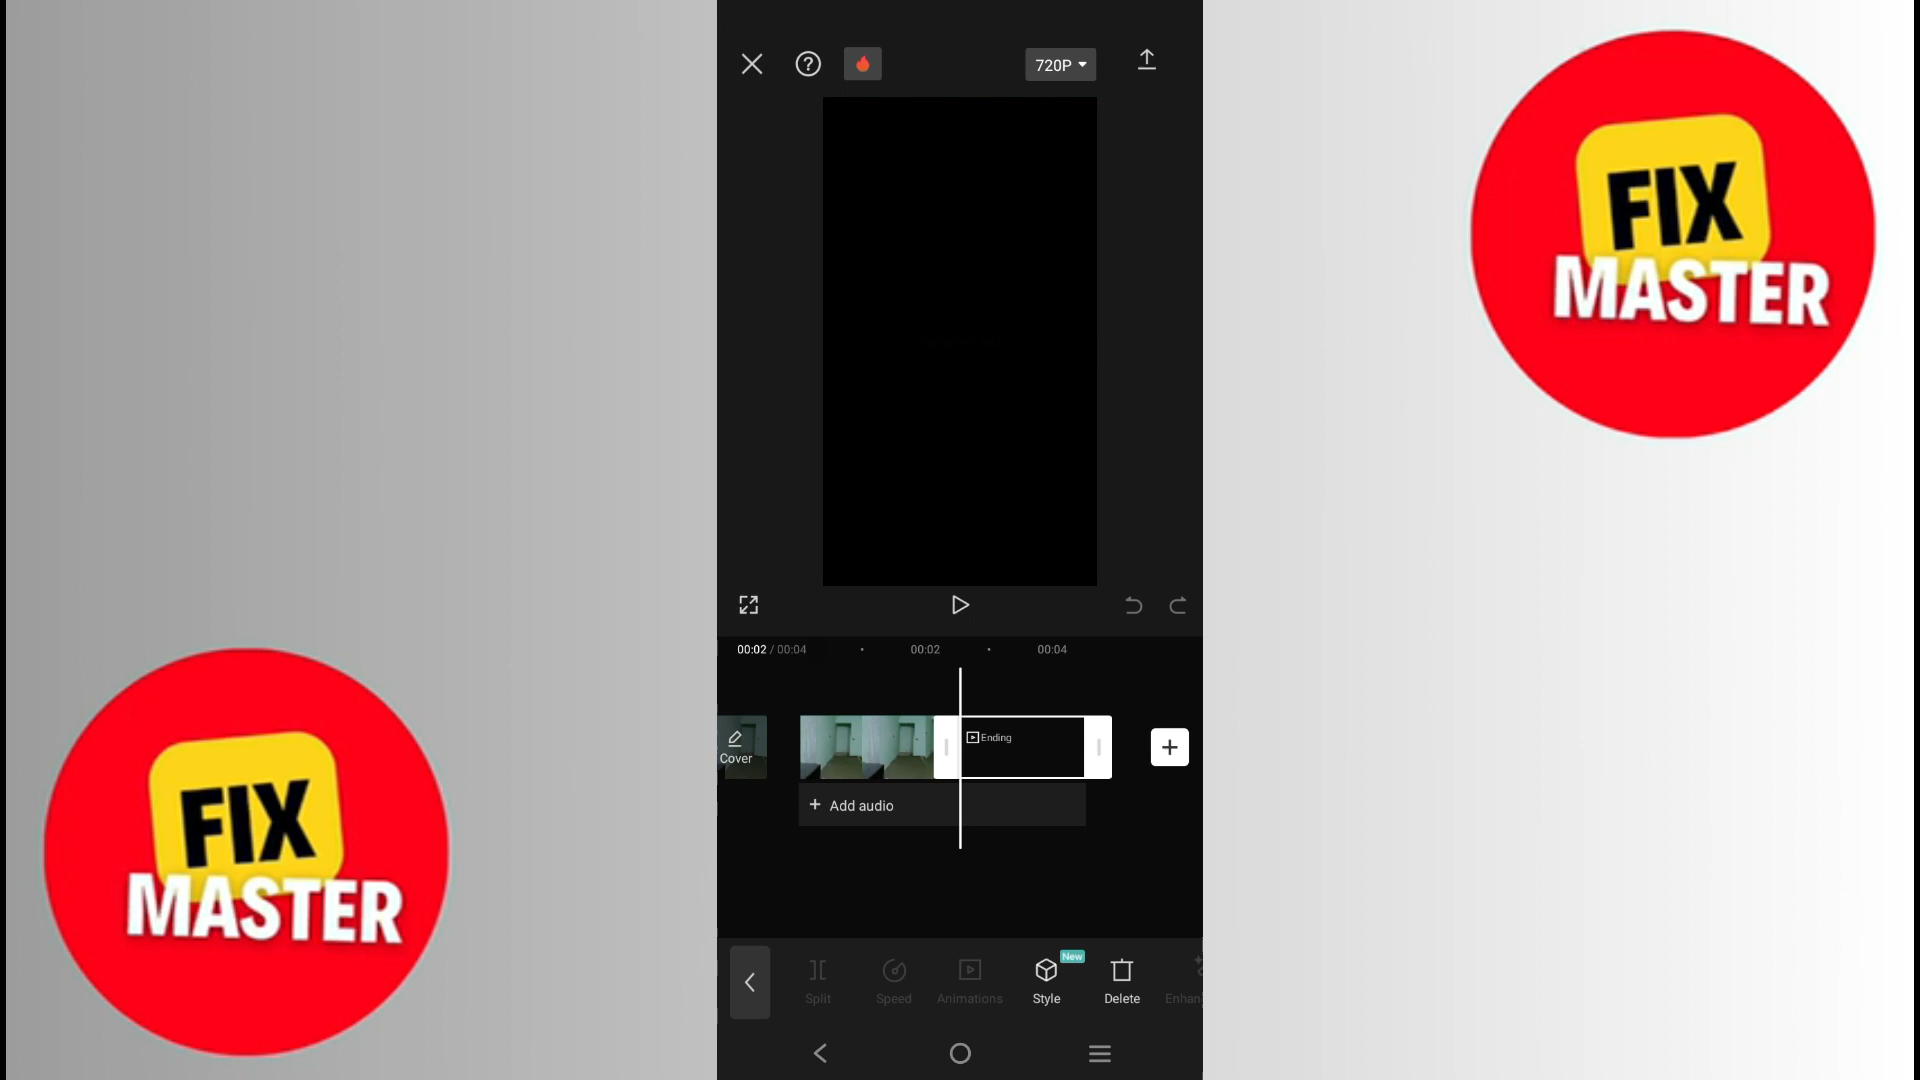 720P
FIX
MASTER
00:02 / 00:04
00:02
00:04
Cover
Ending
+ Add audio
FIX
MASTER
New
Split
Speed
Animations
Style
Delete
Enhan